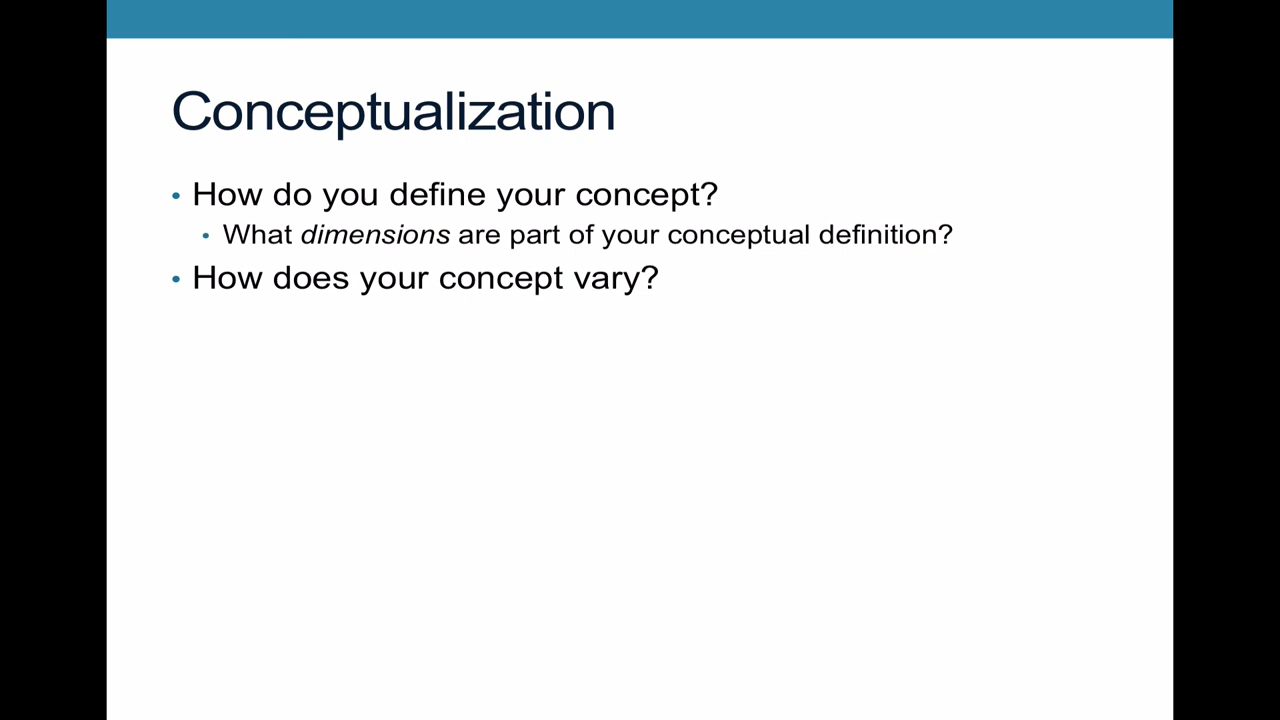 Conceptualization
• How do you define your concept?
• What dimensions are part of your conceptual definition?
• How does your concept vary?